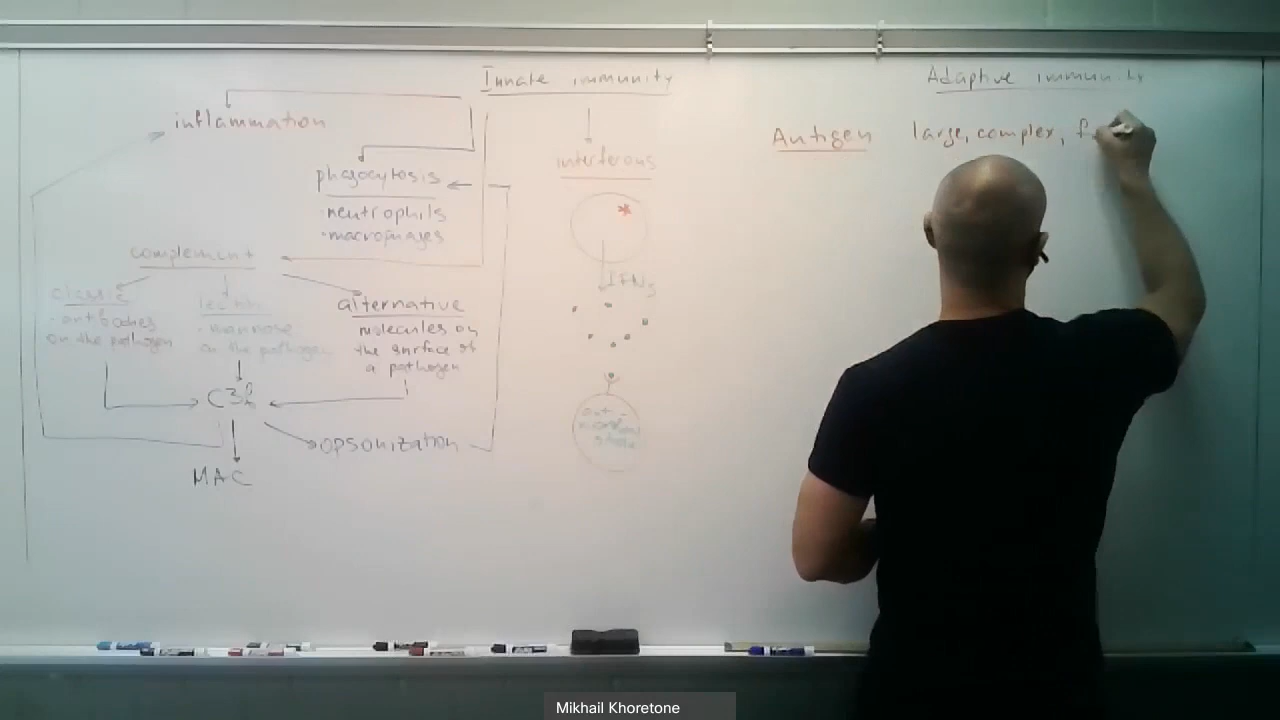 Innate immunity
Adaptive immunity
inflammation
Antigen large, complex, f
interferons
phagocytosis
· neutrophils
· macrophages
complement
classic
- antibodies
on the pathogen
lectin
- mannose
on the pathogen
alternative
molecules on
the surface of
a pathogen
IFNs
C3b
opsonization
MAC
state
Mikhail Khoretone